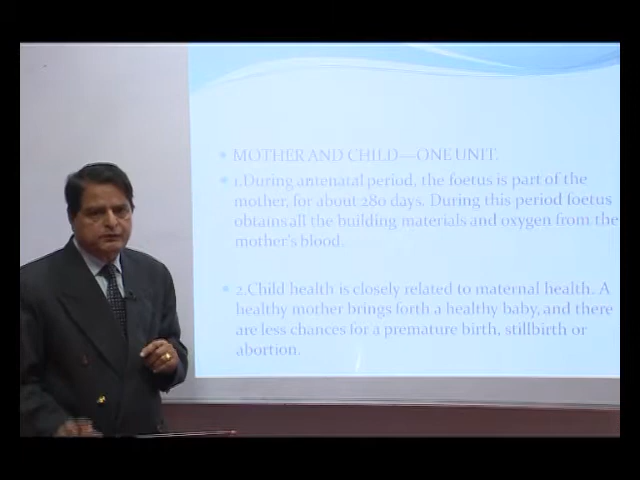 MOTHER AND CHILD—ONE UNIT.
1.During antenatal period, the foetus is part of the
mother, for about 280 days. During this period foetus
obtains all the building materials and oxygen from the
mother's blood.
2.Child health is closely related to maternal health. A
healthy mother brings forth a healthy baby, and there
are less chances for a premature birth, stillbirth or
abortion.